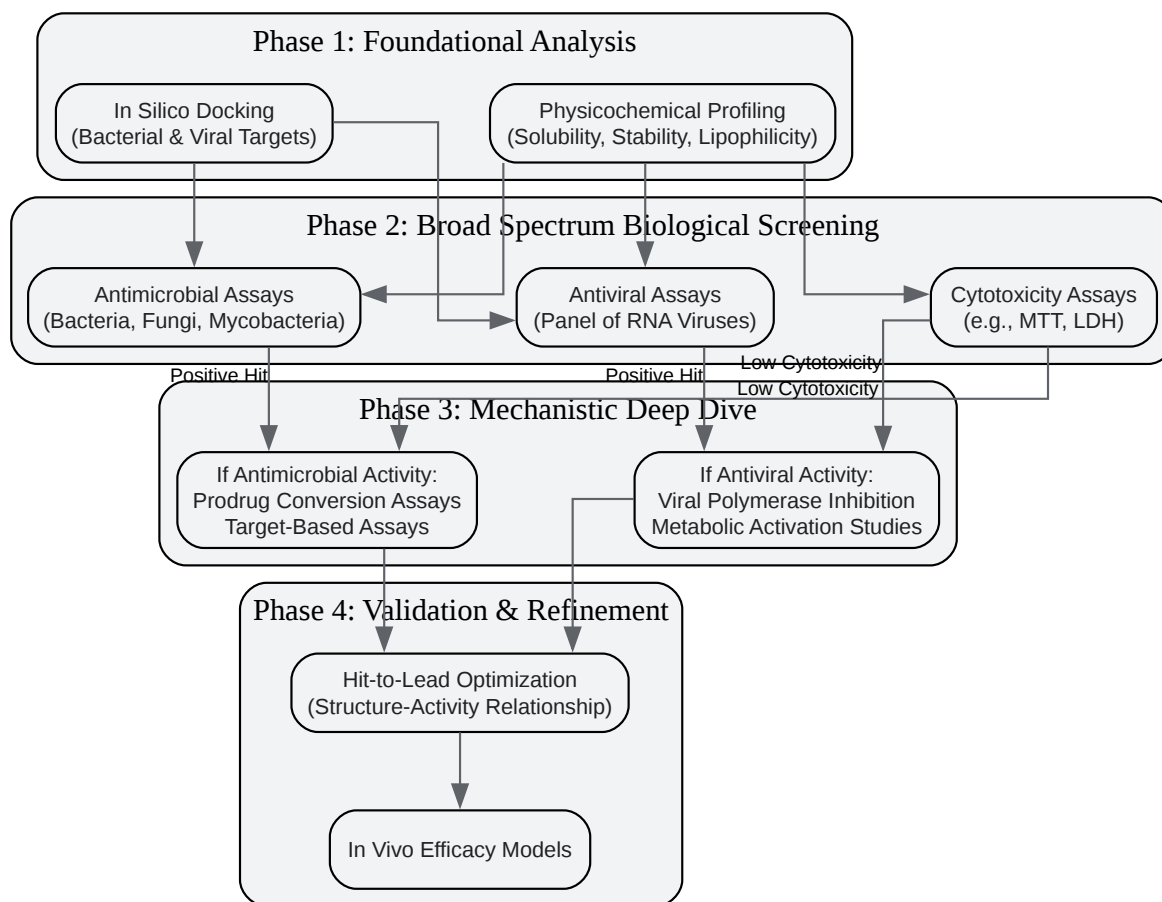 Phase 1: Foundational Analysis
In Silico Docking
(Bacterial & Viral Targets)
Physicochemical Profiling
(Solubility, Stability, Lipophilicity)
Phase 2: Broad Spectrum Biological Screening
Antimicrobial Assays
(Bacteria, Fungi, Mycobacteria)
Antiviral Assays
(Panel of RNA Viruses)
Cytotoxicity Assays
(e.g., MTT, LDH)
Positive Hit
Positive Hit
Low Cytotoxicity
Low Cytotoxicity
Phase 3: Mechanistic Deep Dive
If Antimicrobial Activity:
Prodrug Conversion Assays
Target-Based Assays
If Antiviral Activity:
Viral Polymerase Inhibition
Metabolic Activation Studies
Phase 4: Validation & Refinement
Hit-to-Lead Optimization
(Structure-Activity Relationship)
In Vivo Efficacy Models